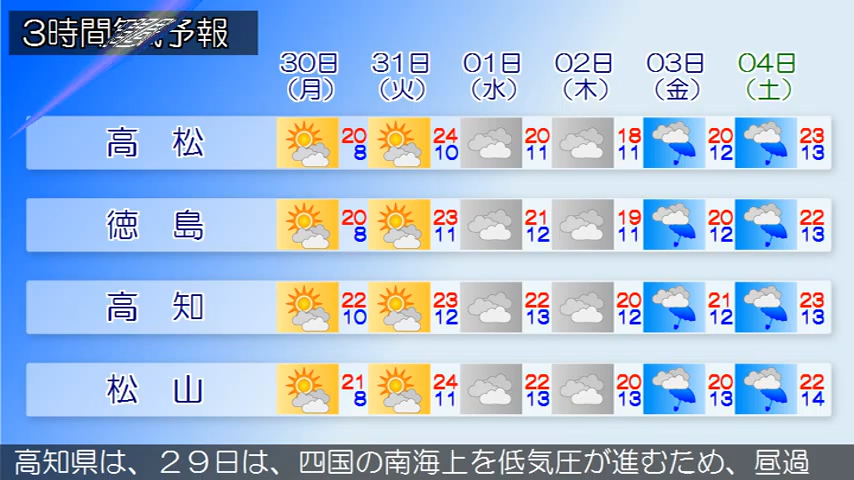 3時間 予報
30日 31日 01日 02日 03日 04日
（月） （火） （水） （木） （金） （土）
高松 20 8 24 10 20 11 18 11 20 12 23 13
徳島 20 8 23 11 21 12 19 11 20 12 22 13
高知 22 10 23 12 22 13 20 12 21 12 23 13
松山 21 8 24 11 22 13 20 13 20 13 22 14
高知県は、２９日は、四国の南海上を低気圧が進むため、昼過